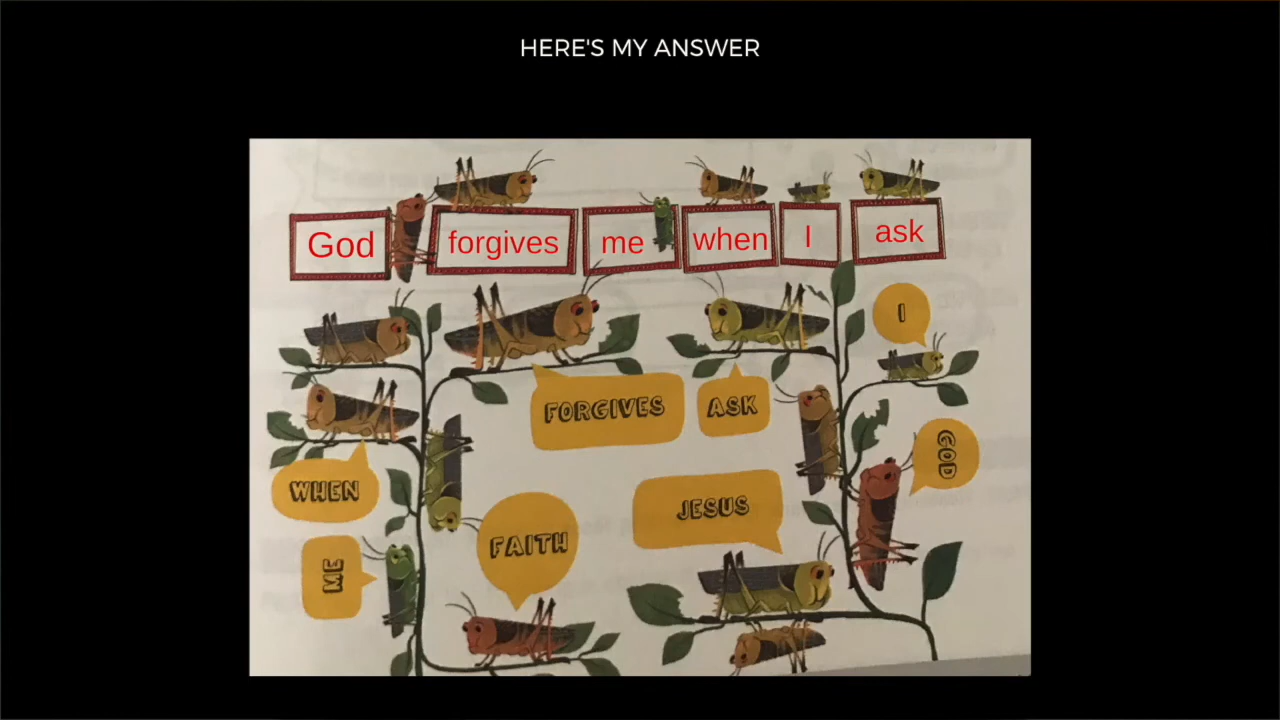 HERE'S MY ANSWER
God forgives me when I ask
I
FORGIVES ASK
GOD
WHEN
JESUS
FAITH
ME